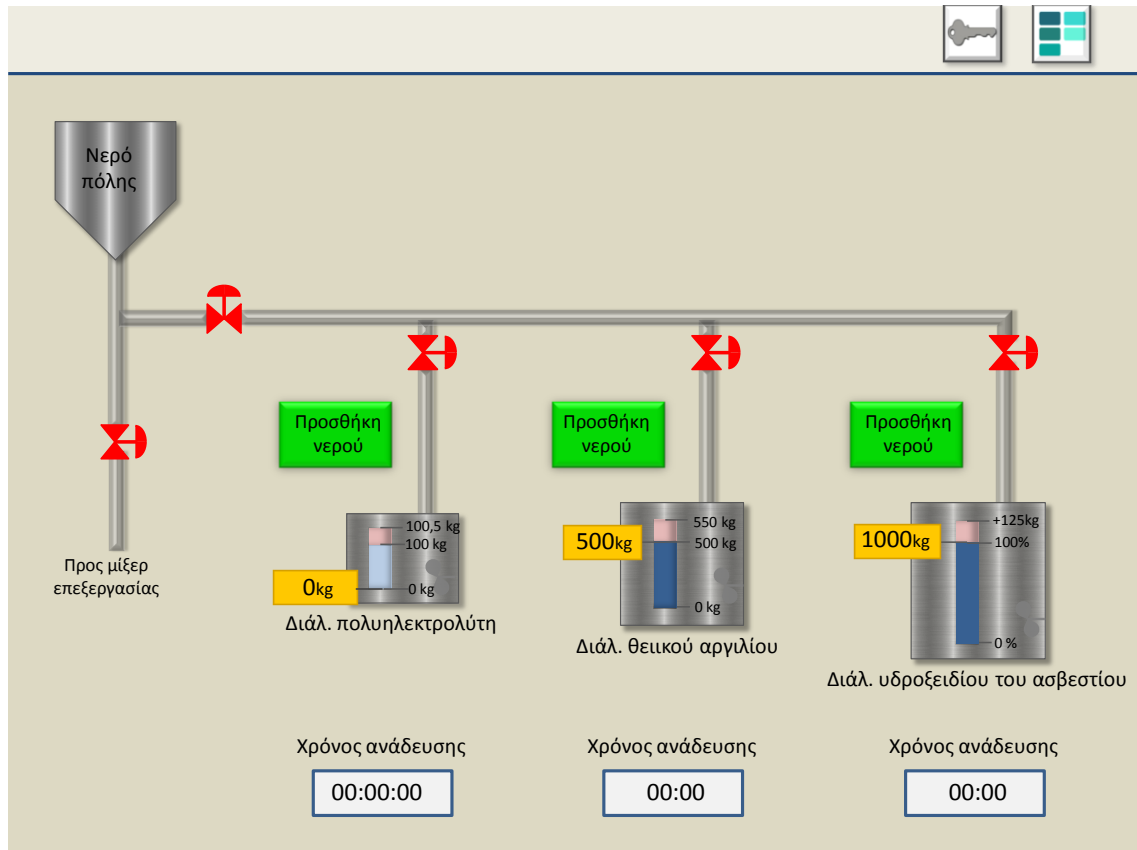 Νερό
πόλης
Προσθήκη
νερού
Προσθήκη
νερού
Προσθήκη
νερού
100,5 kg
100 kg
0kg
0 kg
550 kg
500kg
500 kg
0 kg
+125kg
1000kg
100%
0 %
Προς μίξερ
επεξεργασίας
Διάλ. πολυηλεκτρολύτη
Διάλ. θειικού αργιλίου
Διάλ. υδροξειδίου του ασβεστίου
Χρόνος ανάδευσης
Χρόνος ανάδευσης
Χρόνος ανάδευσης
00:00:00
00:00
00:00